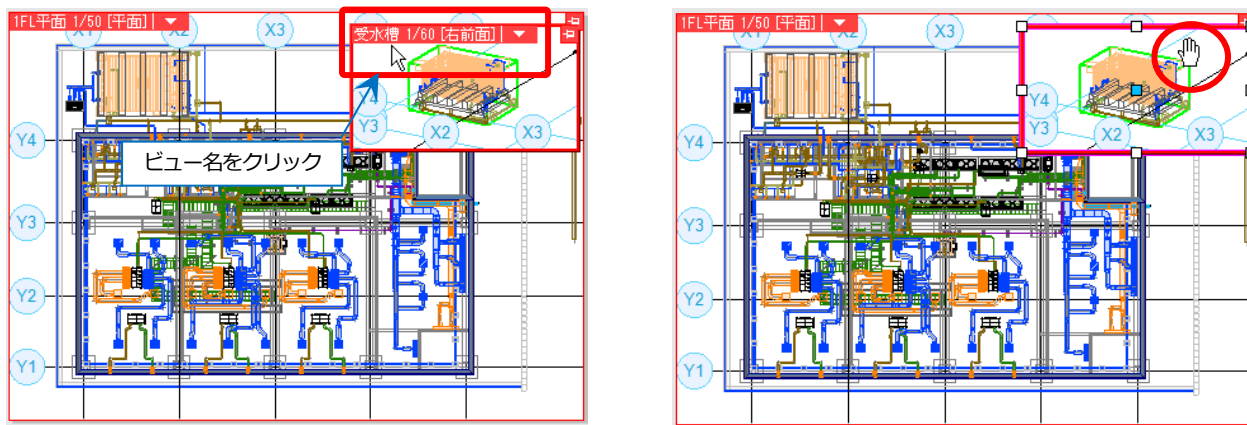 1FL平面 1/50 [平面]
X1
X2
X3
受水槽 1/60 [右前面]
Y4
Y3
X2
X3
ビュー名をクリック
Y4
Y3
Y2
Y1
1FL平面 1/50 [平面]
X1
X2
X3
Y4
Y3
X2
X3
Y4
Y3
Y2
Y1